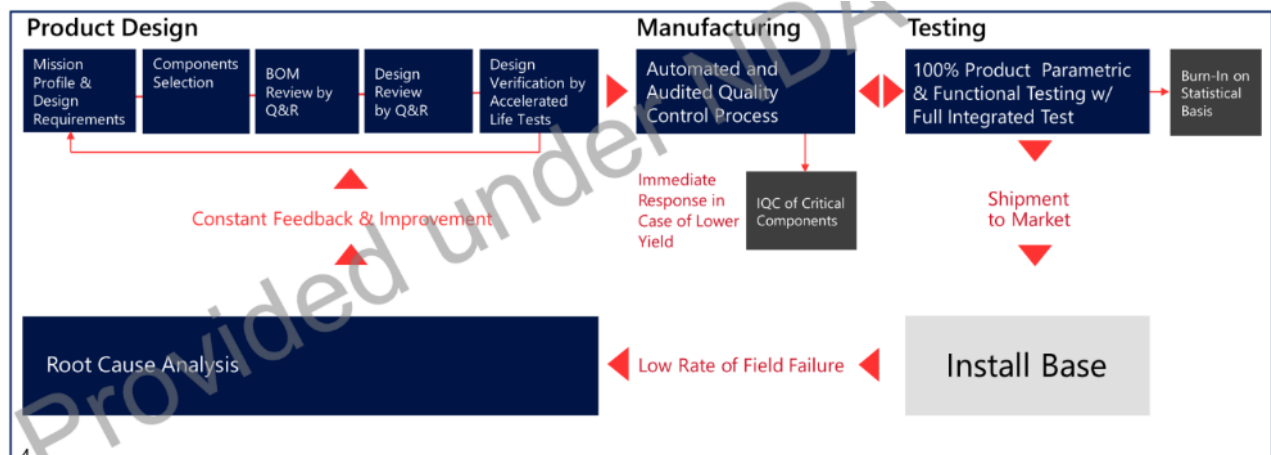 Product Design
Manufacturing
Testing
Mission
Profile &
Design
Requirements
Components
Selection
BOM
Review by
Q&R
Design
Review
by Q&R
Design
Verification by
Accelerated
Life Tests
Automated and
Audited Quality
Control Process
100% Product Parametric
& Functional Testing w/
Full Integrated Test
Burn-In on
Statistical
Basis
Constant Feedback & Improvement
Immediate
Response in
Case of Lower
Yield
IQC of Critical
Components
Shipment
to Market
Root Cause Analysis
Low Rate of Field Failure
Install Base
Provided under NDA
4